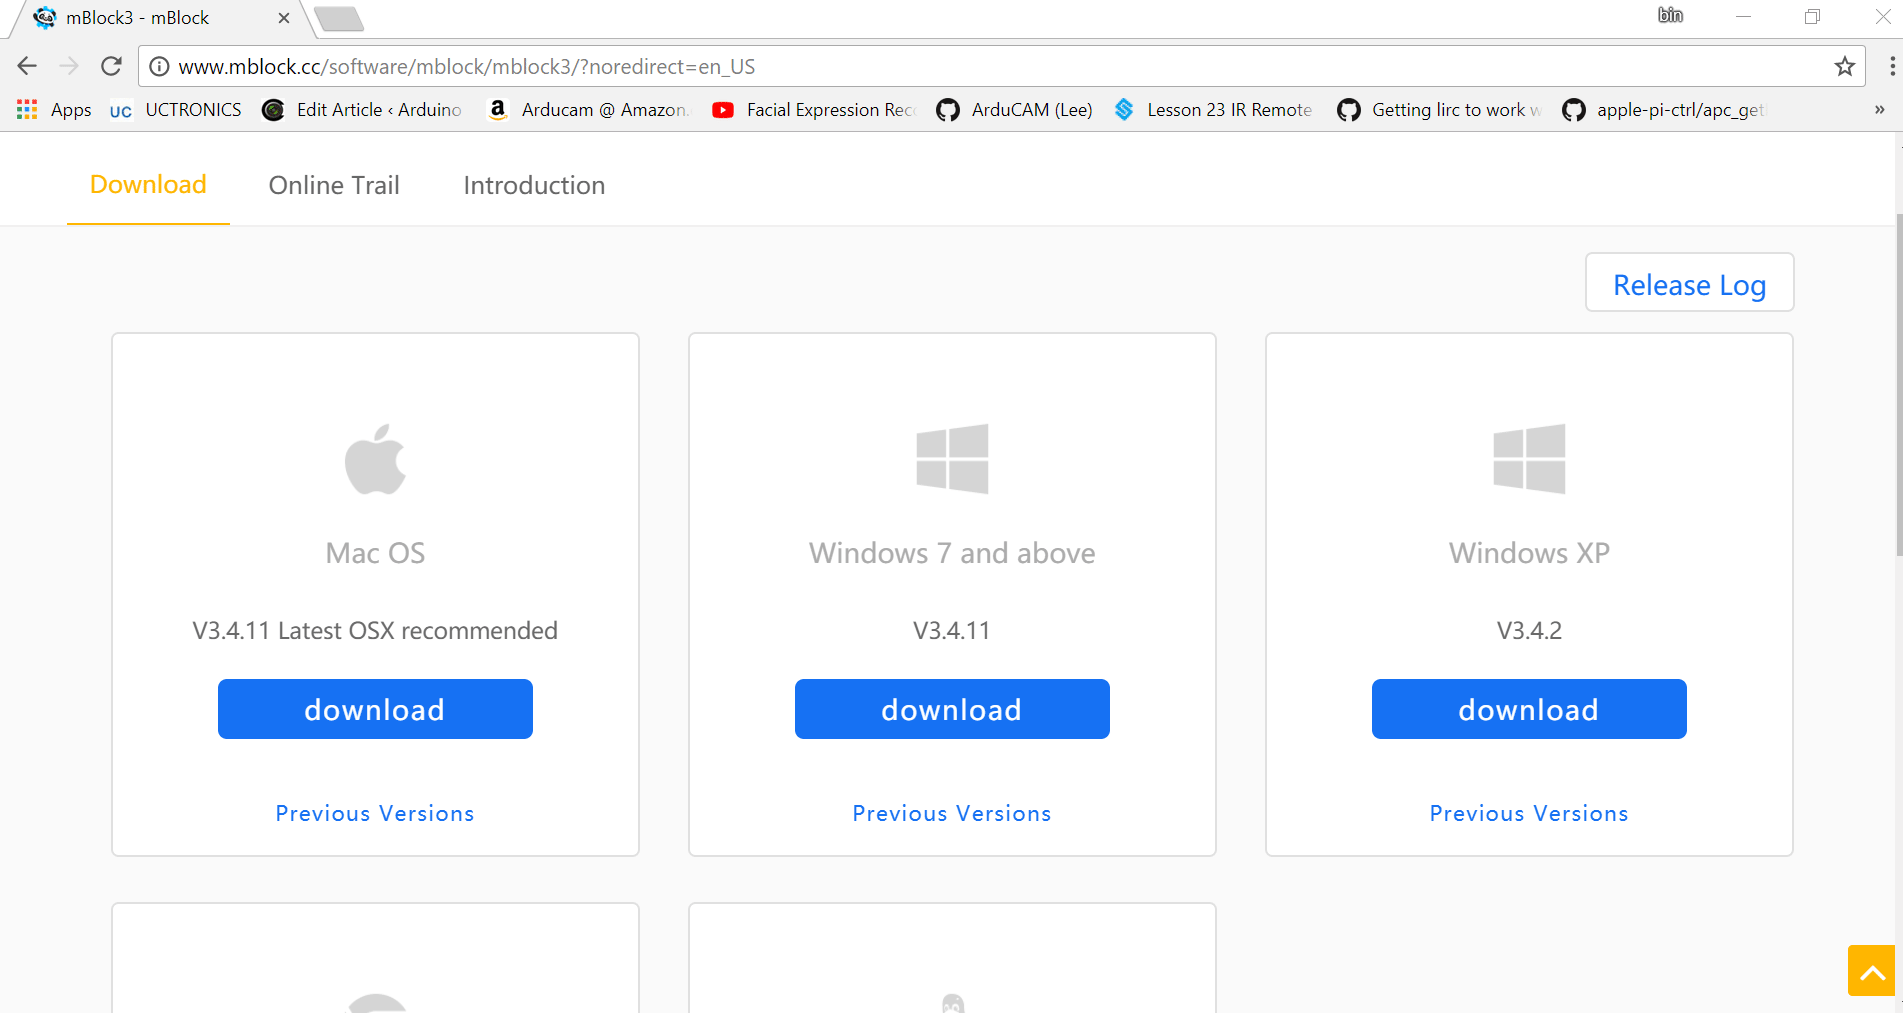 mBlock3 - mBlock
bin
www.mblock.cc/software/mblock/mblock3/?noredirect=en_US
Apps UC UCTRONICS Edit Article ‹ Arduino Arducam @ Amazon. Facial Expression Rec ArduCAM (Lee) Lesson 23 IR Remote Getting lirc to work w apple-pi-ctrl/apc_get »
Download Online Trail Introduction
Release Log
Mac OS
V3.4.11 Latest OSX recommended
download
Previous Versions
Windows 7 and above
V3.4.11
download
Previous Versions
Windows XP
V3.4.2
download
Previous Versions